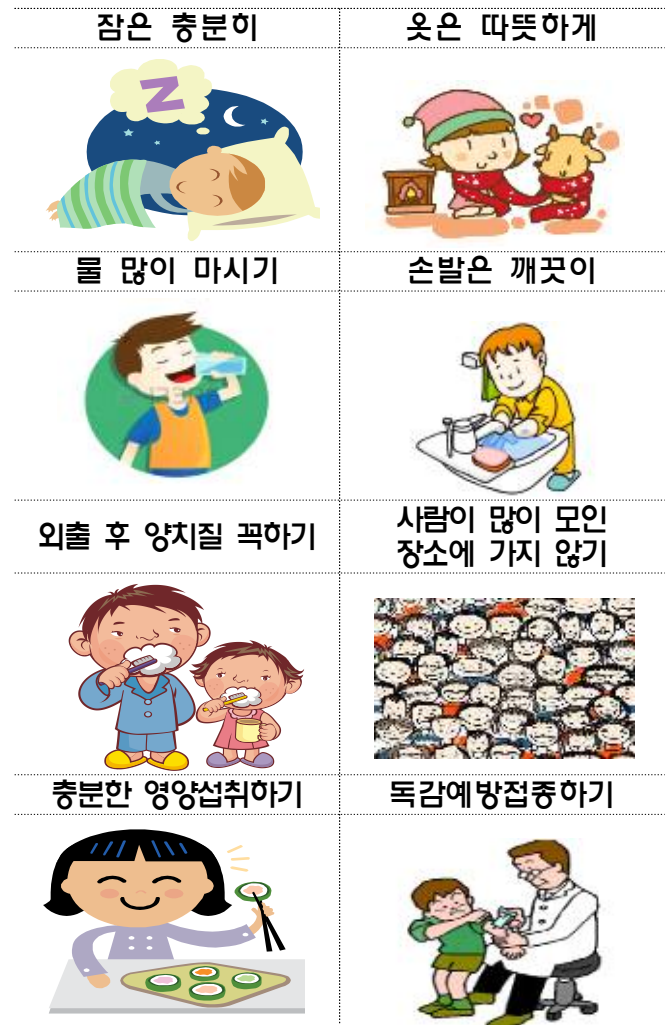 잠은 충분히
옷은 따뜻하게
Z
물 많이 마시기
손발은 깨끗이
외출 후 양치질 꼭하기
사람이 많이 모인
장소에 가지 않기
충분한 영양섭취하기
독감예방접종하기